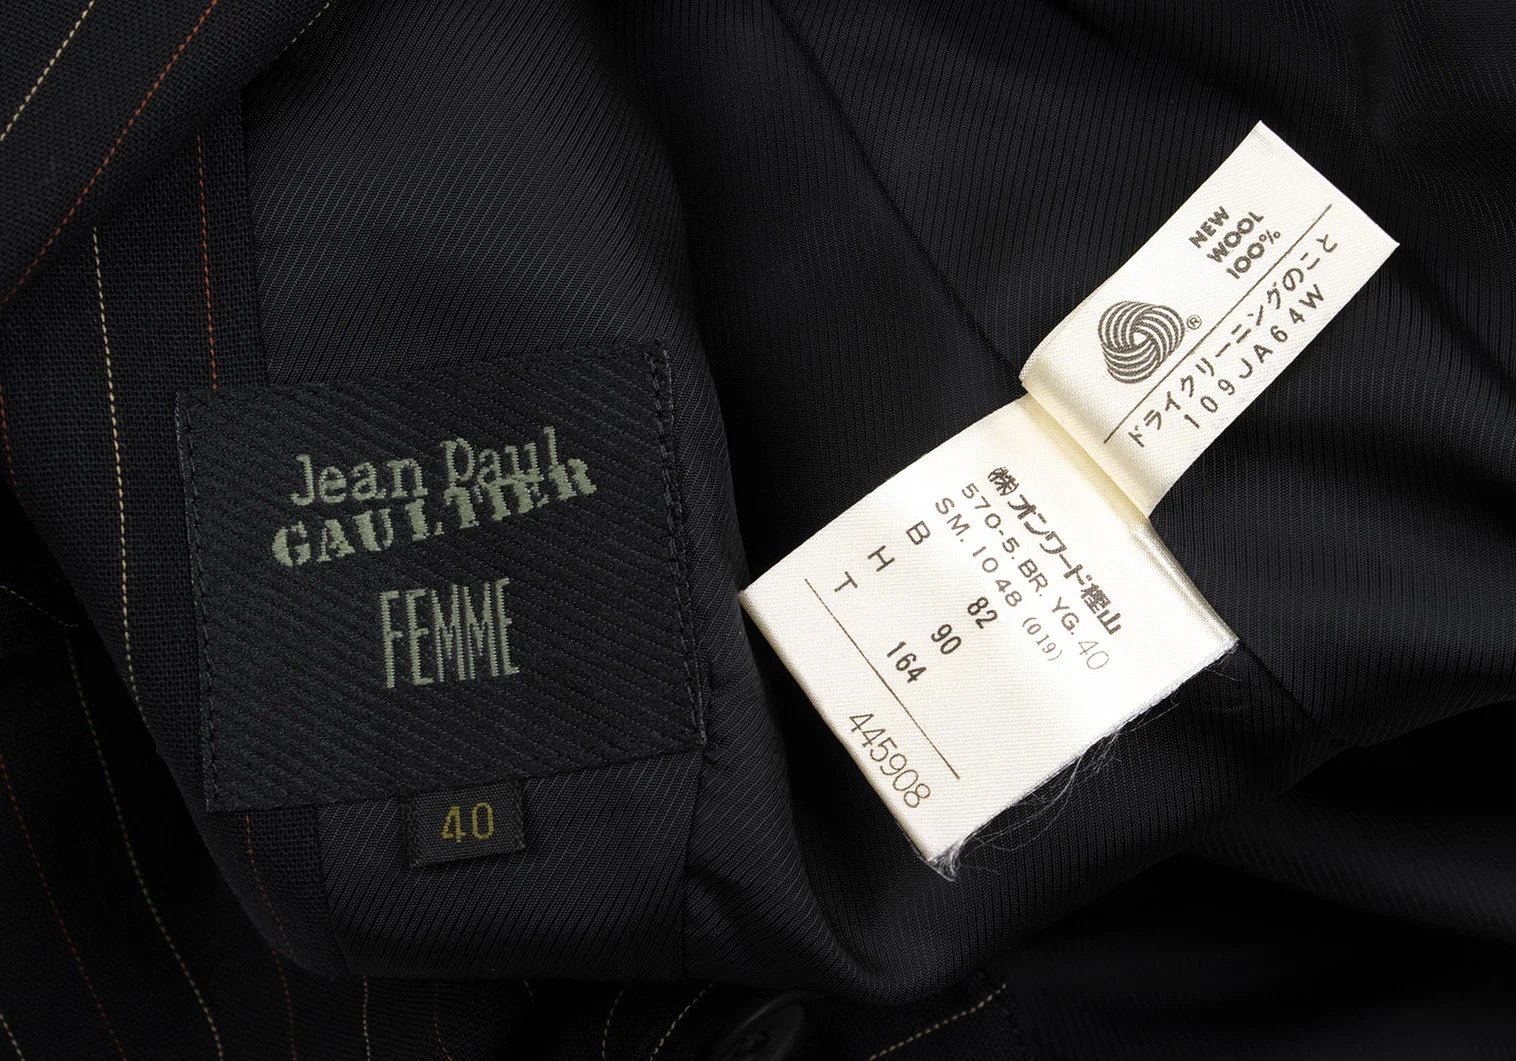 Jean Paul
GAULTIER
FEMME
40
NEW
WOOL
100%
®
ドライクリーニングのこと
109JA64W
㈱オンワード樫山
570-5.BR.YG.40
SM.1048 (019)
B 82
H 90
T 164
445908